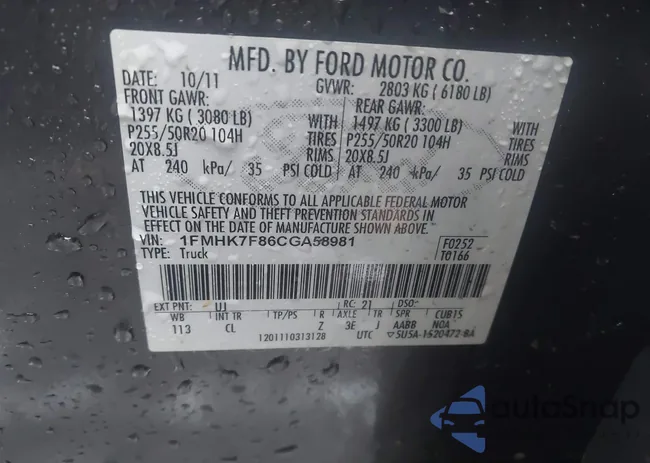 MFD. BY FORD MOTOR CO.
DATE: 10/11 GVWR: 2803 KG ( 6180 LB)
FRONT GAWR: REAR GAWR:
1397 KG ( 3080 LB) WITH 1497 KG ( 3300 LB) WITH
P255/50R20 104H TIRES P255/50R20 104H TIRES
20X8.5J RIMS 20X8.5J RIMS
AT 240 kPa/ 35 PSI COLD AT 240 kPa/ 35 PSI COLD
THIS VEHICLE CONFORMS TO ALL APPLICABLE FEDERAL MOTOR
VEHICLE SAFETY AND THEFT PREVENTION STANDARDS IN
EFFECT ON THE DATE OF MANUFACTURE SHOWN ABOVE.
VIN: 1FMHK7F86CGA58981 F0252
TYPE: Truck T0166
EXT PNT: UJ RC: 21 DSO:
WB INT TR TP/PS R AXLE TR SPR CUB15
113 CL Z 3E J AABB NOA
1201110313128 UTC ▽5U5A-1520472-BA
autoSnap